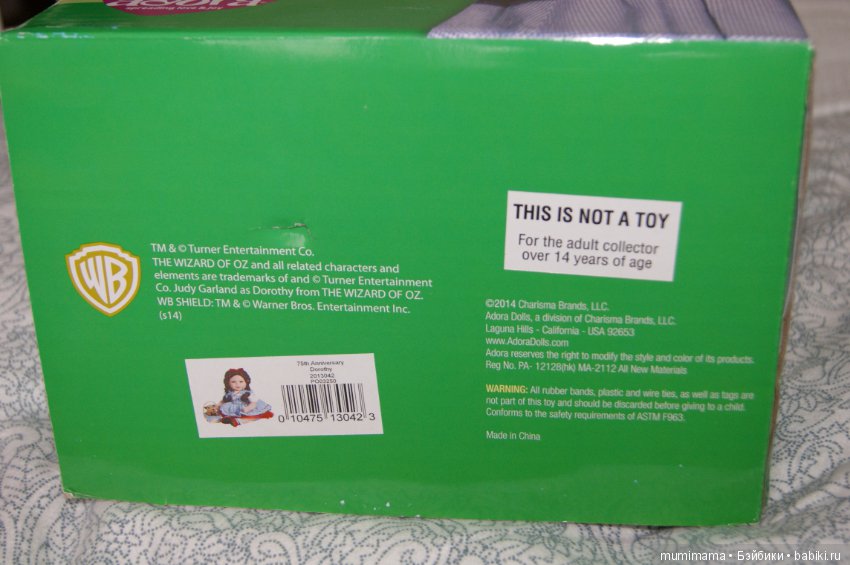 Adora
spreading love & joy
WB
TM & © Turner Entertainment Co.
THE WIZARD OF OZ and all related characters and
elements are trademarks of and © Turner Entertainment
Co. Judy Garland as Dorothy from THE WIZARD OF OZ.
WB SHIELD: TM & © Warner Bros. Entertainment Inc.
(s14)
75th Anniversary
Dorothy
2013042
PO03250
0 10475 13042 3
THIS IS NOT A TOY
For the adult collector
over 14 years of age
©2014 Charisma Brands, LLC.
Adora Dolls, a division of Charisma Brands, LLC.
Laguna Hills - California - USA 92653
www.AdoraDolls.com
Adora reserves the right to modify the style and color of its products.
Reg No. PA- 12128(hk) MA-2112 All New Materials
WARNING: All rubber bands, plastic and wire ties, as well as tags are
not part of this toy and should be discarded before giving to a child.
Conforms to the safety requirements of ASTM F963.
Made in China
mumimama • Бэйбики • babiki.ru